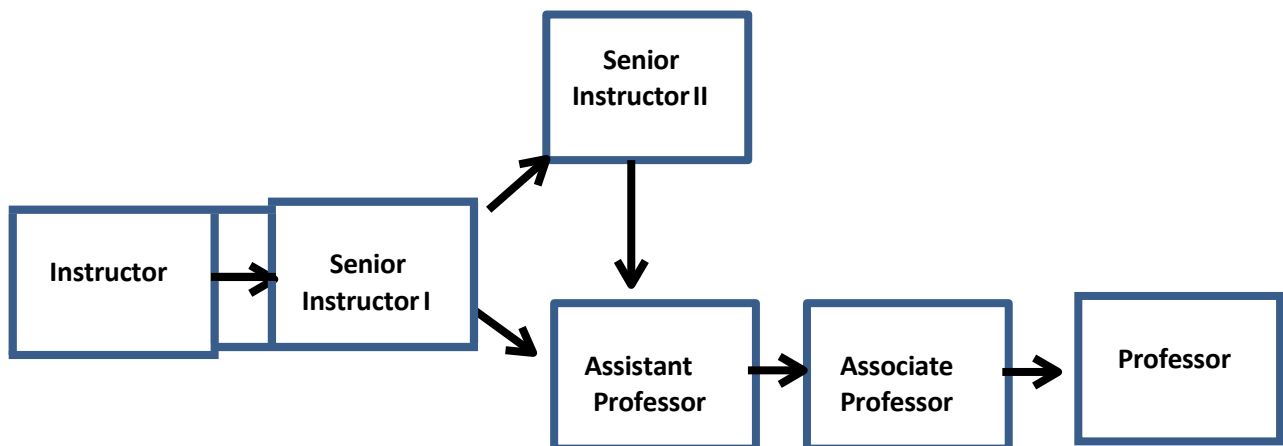 Senior
Instructor II
Instructor
Senior
Instructor I
Assistant
Professor
Associate
Professor
Professor